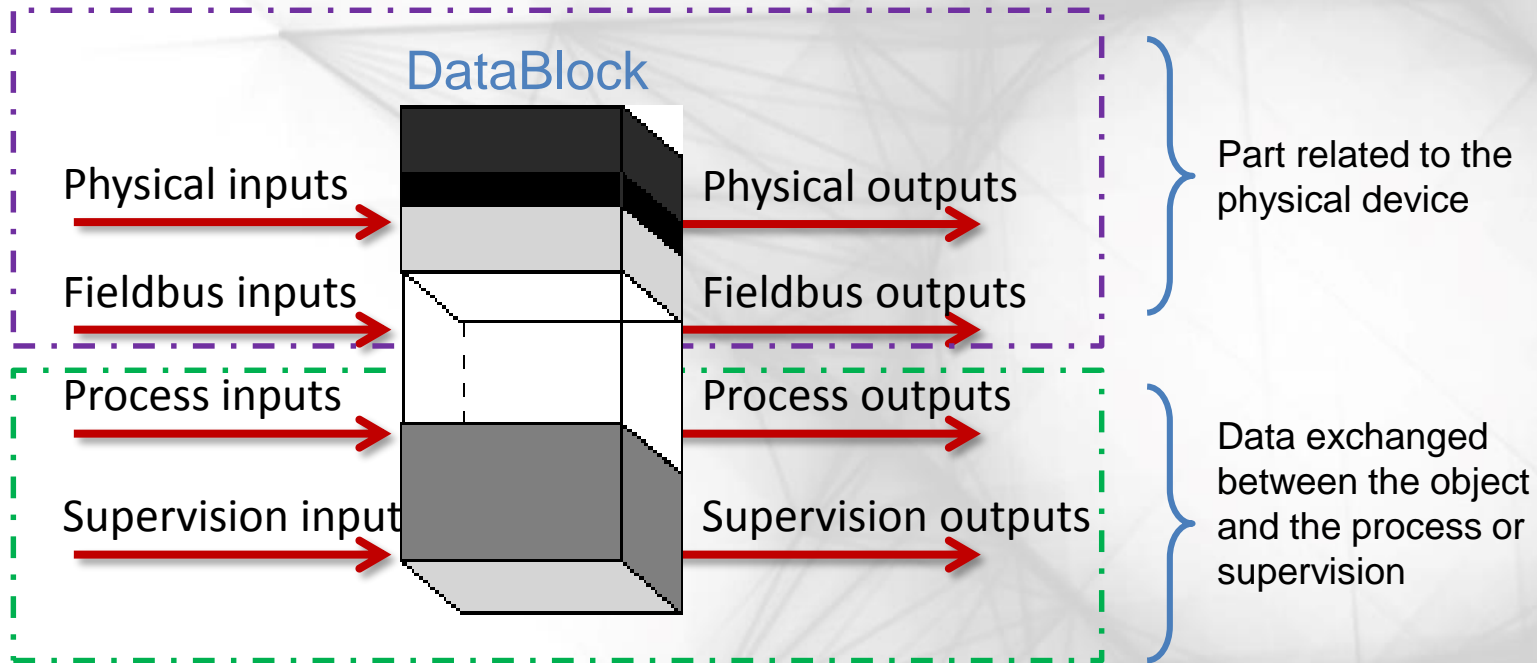 DataBlock
Physical inputs
Physical outputs
Part related to the
physical device
Fieldbus inputs
Fieldbus outputs
Process inputs
Process outputs
Data exchanged
between the object
and the process or
supervision
Supervision input
Supervision outputs